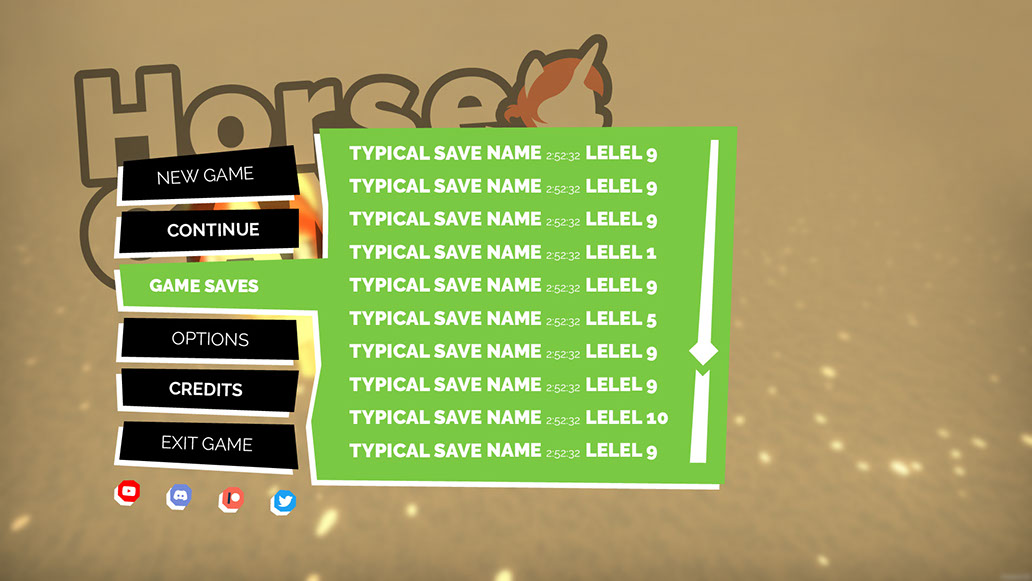 Horse
NEW GAME
CONTINUE
GAME SAVES
OPTIONS
CREDITS
EXIT GAME
TYPICAL SAVE NAME 2:52:32 LELEL 9
TYPICAL SAVE NAME 2:52:32 LELEL 9
TYPICAL SAVE NAME 2:52:32 LELEL 9
TYPICAL SAVE NAME 2:52:32 LELEL 1
TYPICAL SAVE NAME 2:52:32 LELEL 9
TYPICAL SAVE NAME 2:52:32 LELEL 5
TYPICAL SAVE NAME 2:52:32 LELEL 9
TYPICAL SAVE NAME 2:52:32 LELEL 9
TYPICAL SAVE NAME 2:52:32 LELEL 10
TYPICAL SAVE NAME 2:52:32 LELEL 9